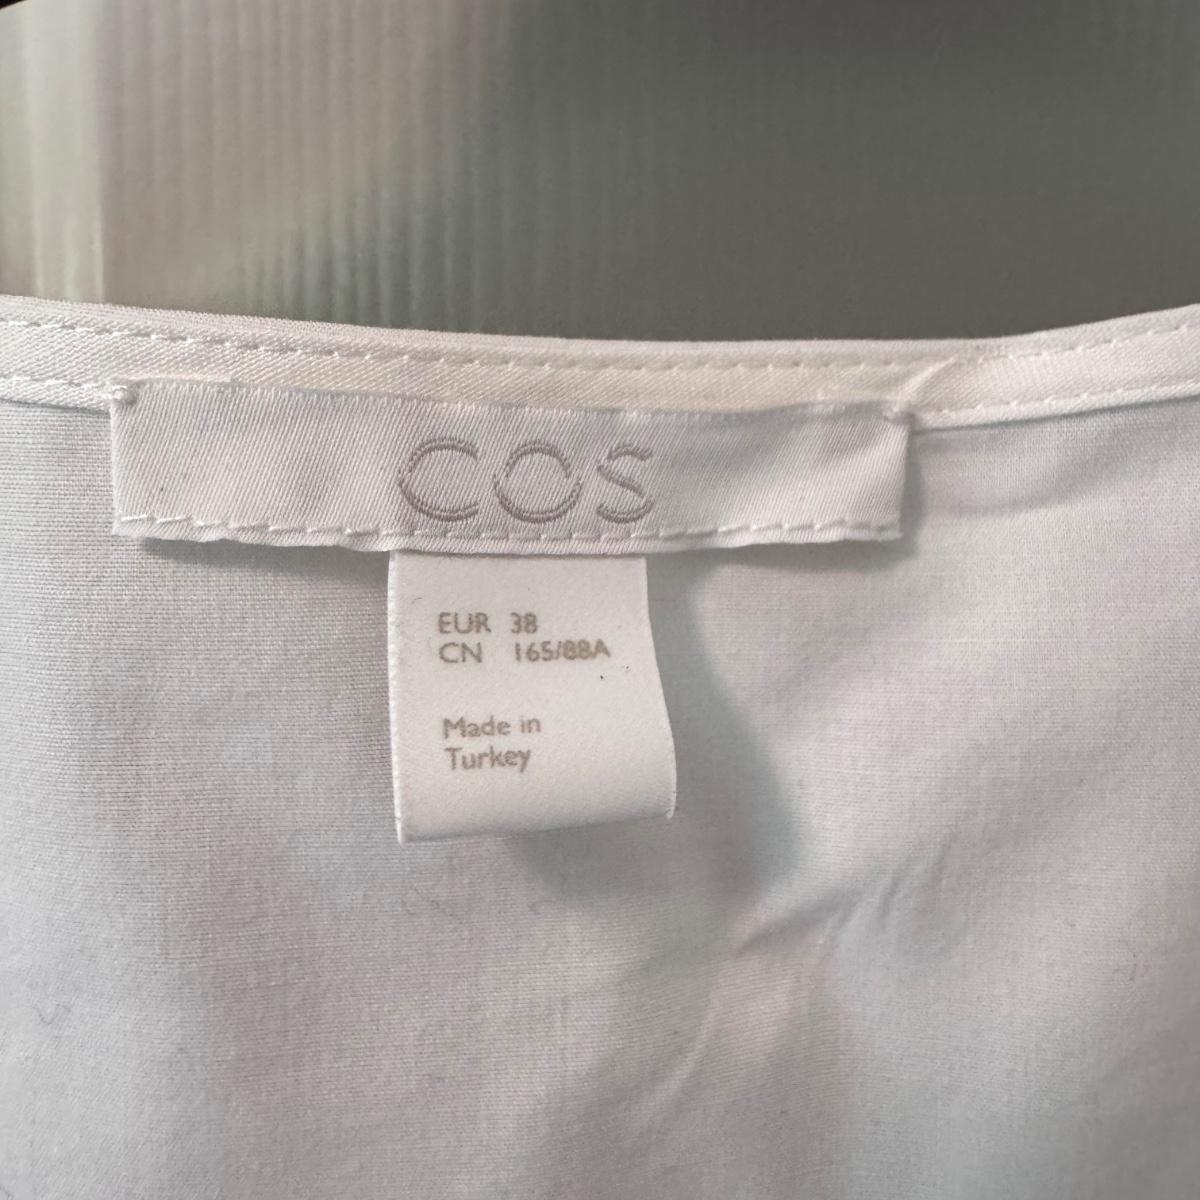 COS
EUR 38
CN 165/88A
Made in
Turkey